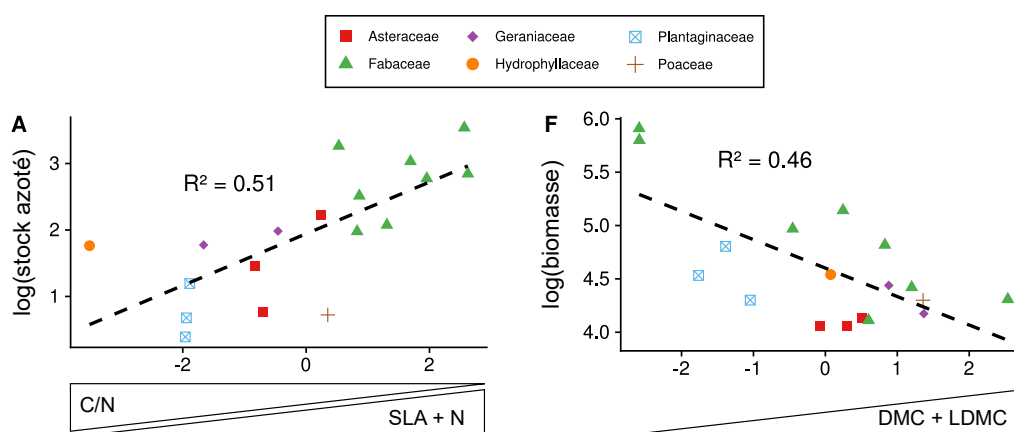 Asteraceae Geraniaceae Plantaginaceae
Fabaceae Hydrophyllaceae Poaceae
A
log(stock azoté)
3
2
1
R² = 0.51
-2 0 2
C/N
SLA + N
F
log(biomasse)
6.0
5.5
5.0
4.5
4.0
R² = 0.46
-2 -1 0 1 2
DMC + LDMC